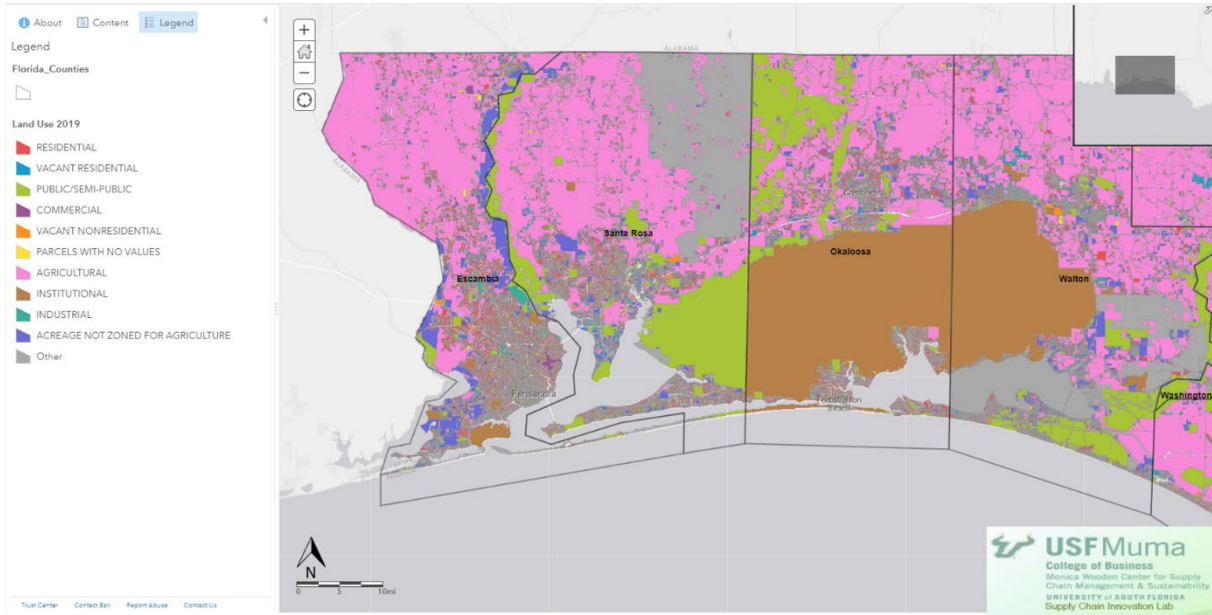 About
Content
Legend
Legend
Florida_Counties
Land Use 2019
RESIDENTIAL
VACANT RESIDENTIAL
PUBLIC/SEMI-PUBLIC
COMMERCIAL
VACANT NONRESIDENTIAL
PARCELS WITH NO VALUES
AGRICULTURAL
INSTITUTIONAL
INDUSTRIAL
ACREAGE NOT ZONED FOR AGRICULTURE
Other
Trust Center Contact Esri Report Abuse Contact Us
ALABAMA
ALABAMA
Crestview
Santa Rosa
Okaloosa
Escambia
Walton
Pensacola
Fort Walton
Beach
Washington
N
0 5 10mi
USF Muma
College of Business
Monica Wooden Center for Supply
Chain Management & Sustainability
UNIVERSITY of SOUTH FLORIDA
Supply Chain Innovation Lab